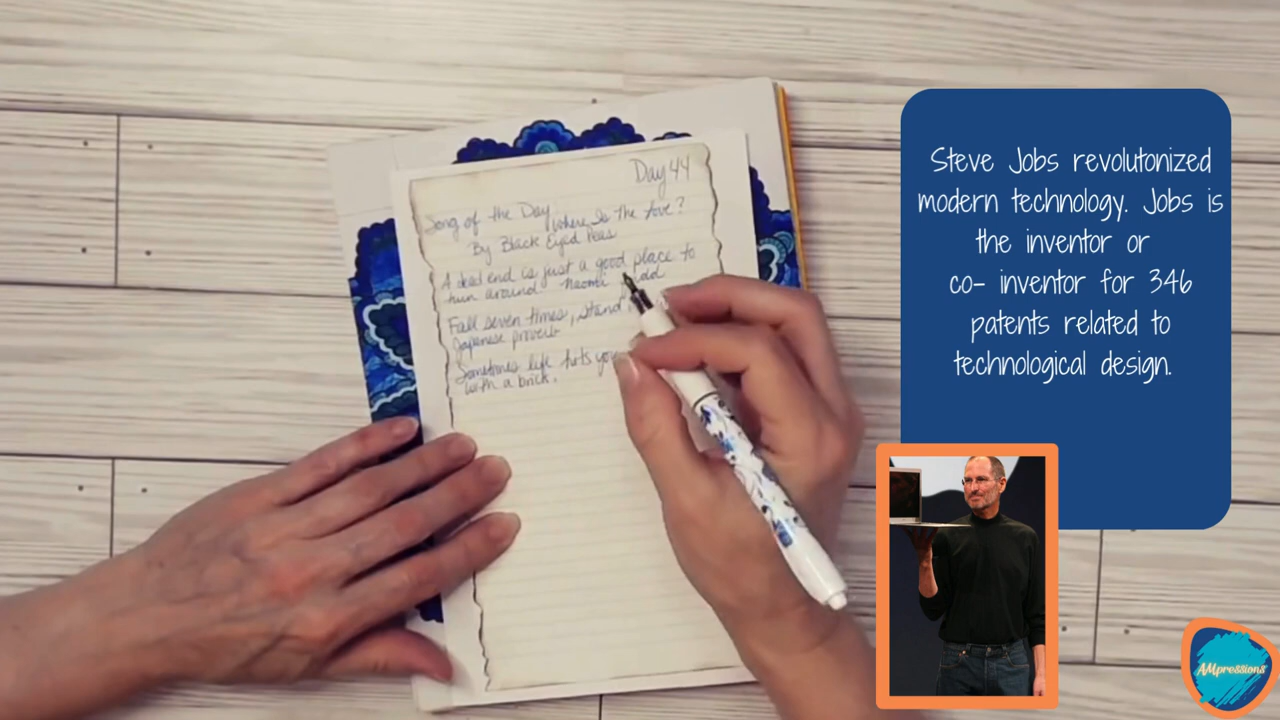 Day 44
Song of the Day Where Is the Love?
By Black Eyed Peas
A dead end is just a good place to
turn around Naomi
Fall seven times, stand
Japanese proverb
Sometimes life hits you
with a brick.
Steve Jobs revolutonized
modern technology. Jobs is
the inventor or
co- inventor for 346
patents related to
technological design.
AMpressions